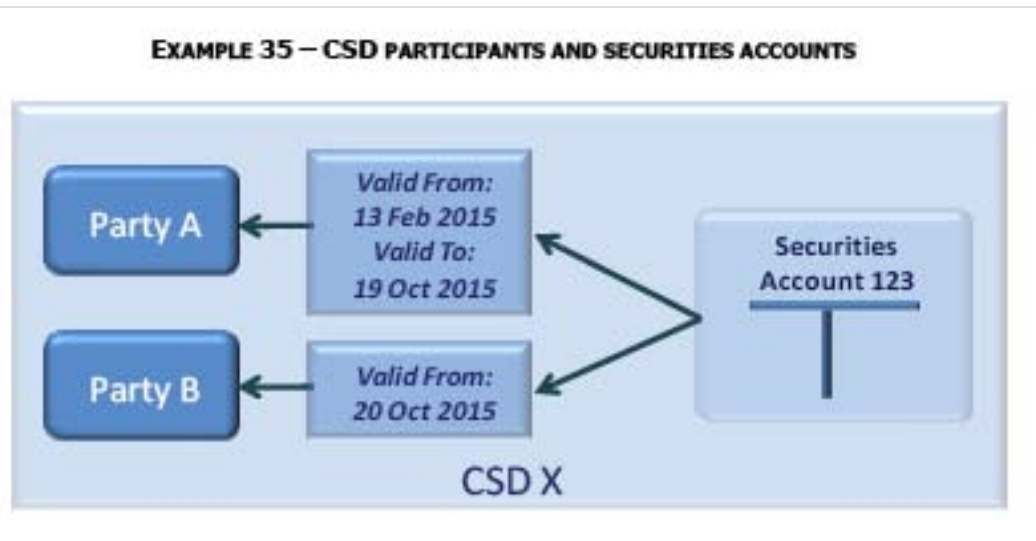 EXAMPLE 35 – CSD PARTICIPANTS AND SECURITIES ACCOUNTS
Party A
Valid From:
13 Feb 2015
Valid To:
19 Oct 2015
Securities
Account 123
Party B
Valid From:
20 Oct 2015
CSD X